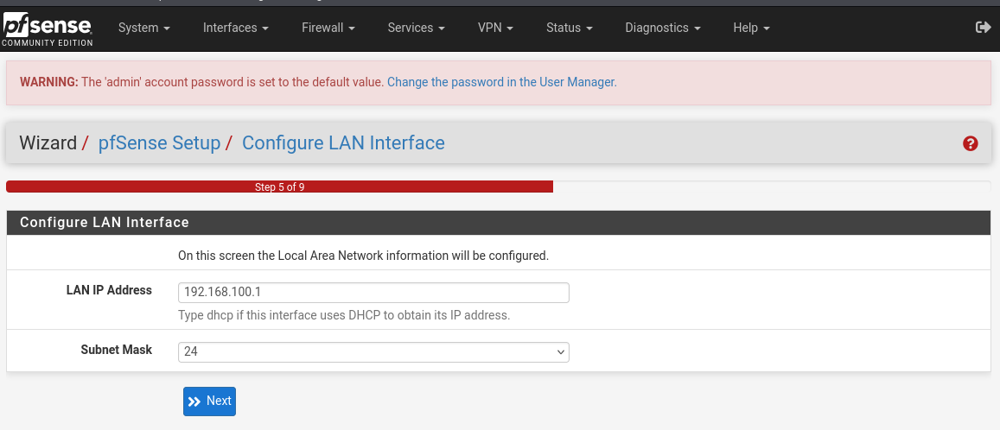 pfsense
COMMUNITY EDITION
System Interfaces Firewall Services VPN Status Diagnostics Help
WARNING: The 'admin' account password is set to the default value. Change the password in the User Manager.
Wizard / pfSense Setup / Configure LAN Interface
Step 5 of 9
Configure LAN Interface
On this screen the Local Area Network information will be configured.
LAN IP Address 192.168.100.1
Type dhcp if this interface uses DHCP to obtain its IP address.
Subnet Mask 24
Next